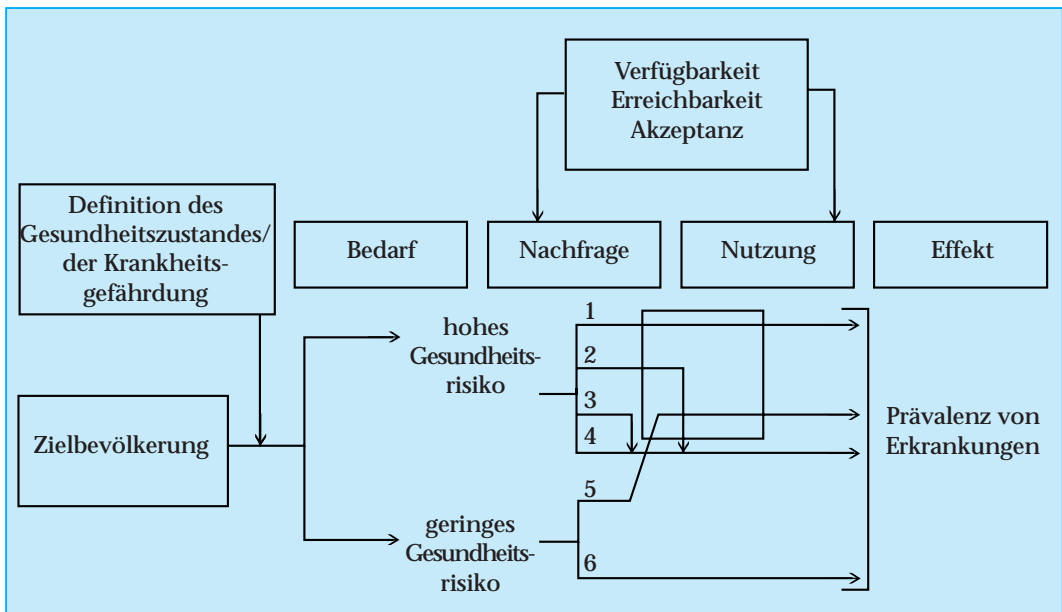 Verfügbarkeit
Erreichbarkeit
Akzeptanz
Definition des
Gesundheitszustandes/
der Krankheits-
gefährdung
Bedarf
Nachfrage
Nutzung
Effekt
Zielbevölkerung
hohes
Gesundheits-
risiko
1
2
3
4
geringes
Gesundheits-
risiko
5
6
Prävalenz von
Erkrankungen